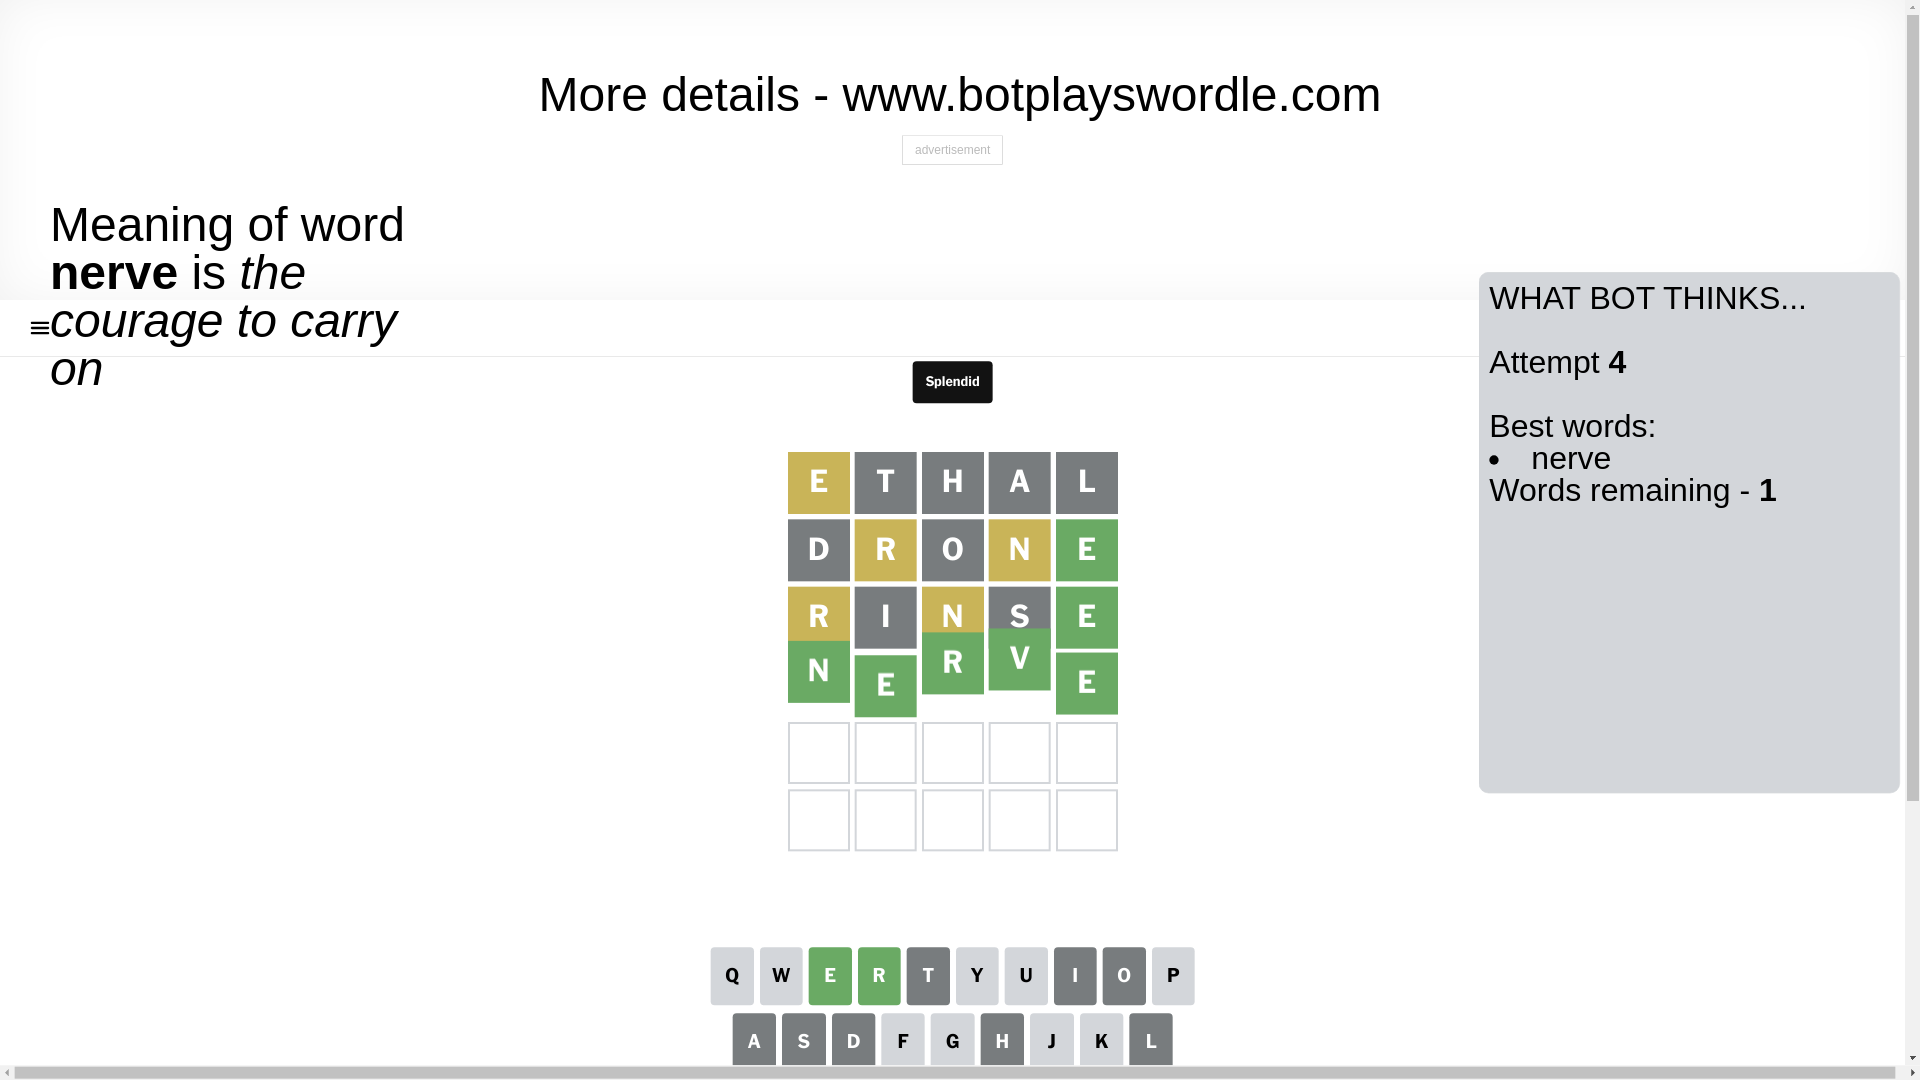 More details - www.botplayswordle.com
advertisement
Meaning of word
nerve is the
courage to carry
on
WHAT BOT THINKS...
Attempt 4
Best words:
• nerve
Words remaining - 1
Splendid
E T H A L
D R O N E
R I N S E
N E R V E
Q W E R T Y U I O P
A S D F G H J K L